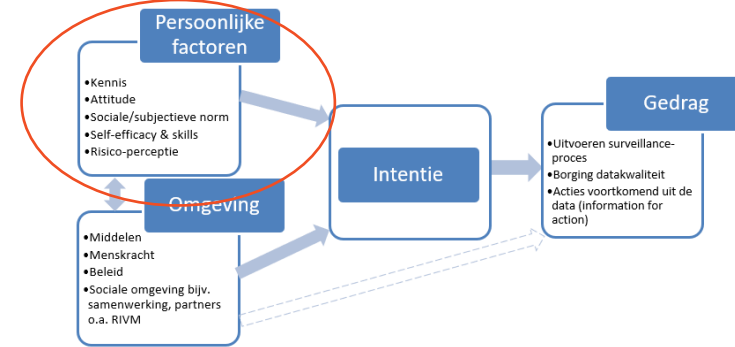 Persoonlijke
factoren
•Kennis
•Attitude
•Sociale/subjectieve norm
•Self-efficacy & skills
•Risico-perceptie
Omgeving
•Middelen
•Menskracht
•Beleid
•Sociale omgeving bijv.
samenwerking, partners
o.a. RIVM
Intentie
Gedrag
•Uitvoeren surveillance-
proces
•Borging datakwaliteit
•Acties voortkomend uit de
data (information for
action)